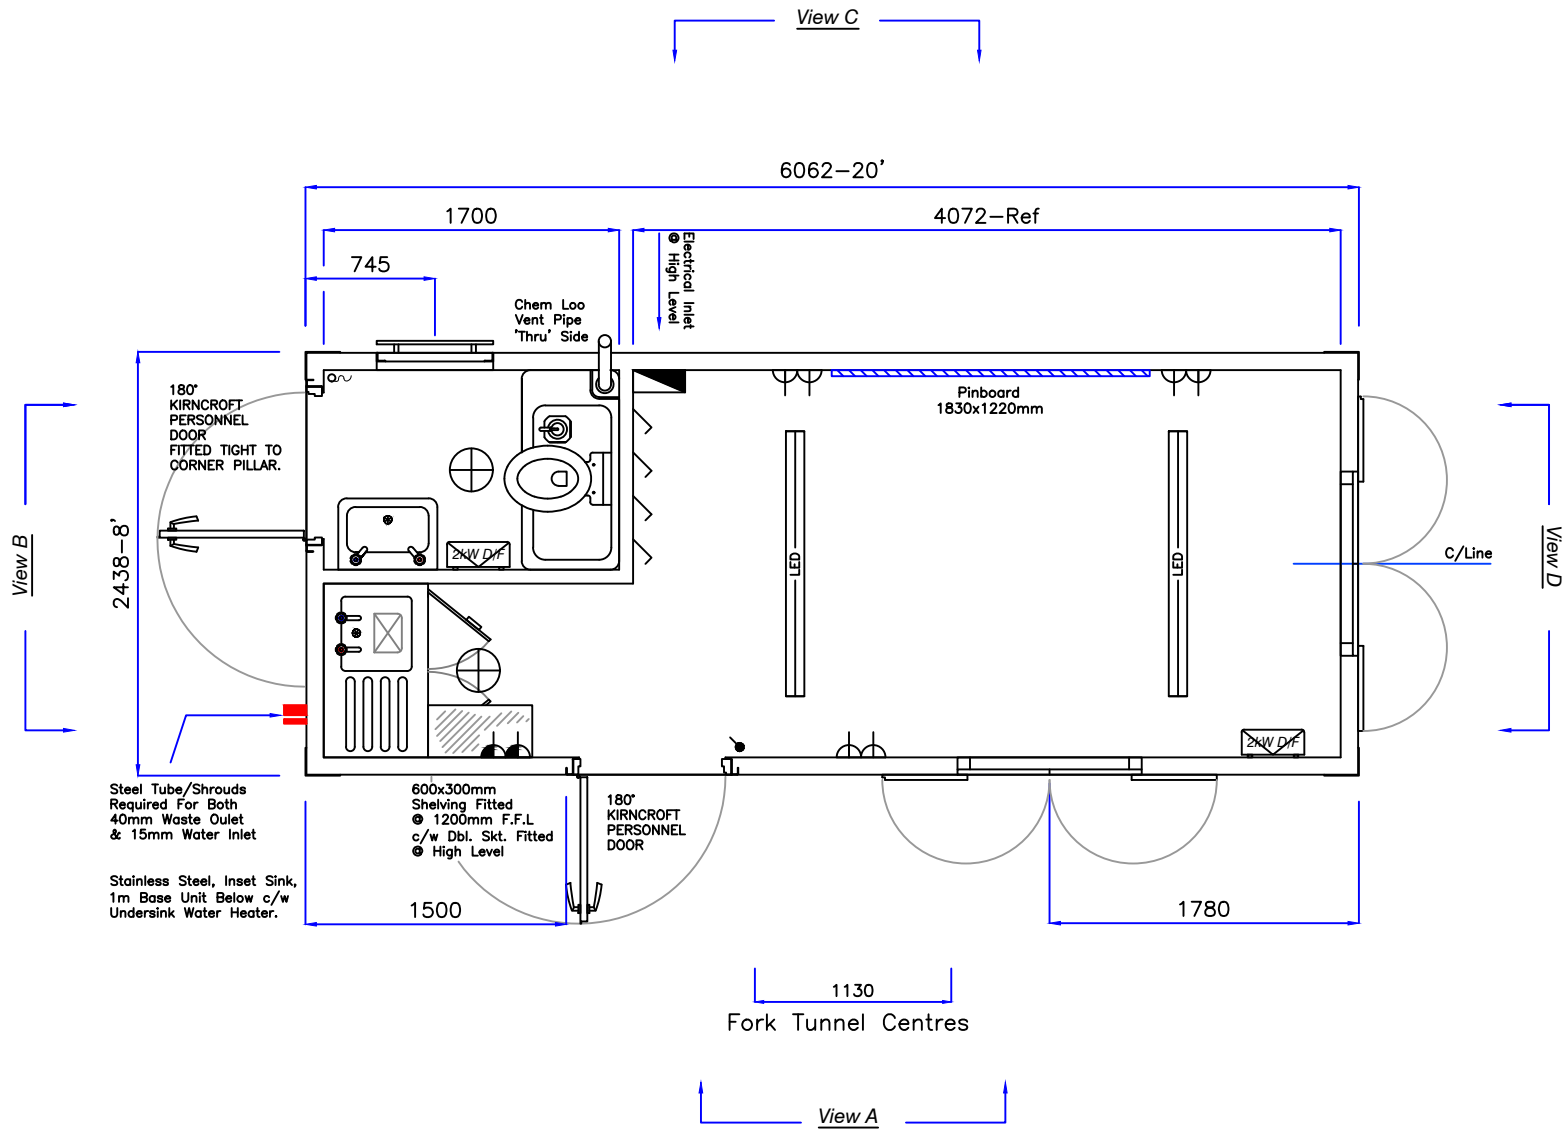 View C
6062-20'
1700
4072-Ref
745
Electrical Inlet
@ High Level
Chem Loo
Vent Pipe
'Thru' Side
180°
KIRNCROFT
PERSONNEL
DOOR
FITTED TIGHT TO
CORNER PILLAR.
Pinboard
1830x1220mm
View B
2438-8'
2kW D/F
LED
LED
C/Line
View D
2kW D/F
Steel Tube/Shrouds
Required For Both
40mm Waste Oulet
& 15mm Water Inlet
600x300mm
Shelving Fitted
@ 1200mm F.F.L
c/w Dbl. Skt. Fitted
@ High Level
180°
KIRNCROFT
PERSONNEL
DOOR
Stainless Steel, Inset Sink,
1m Base Unit Below c/w
Undersink Water Heater.
1500
1780
1130
Fork Tunnel Centres
View A